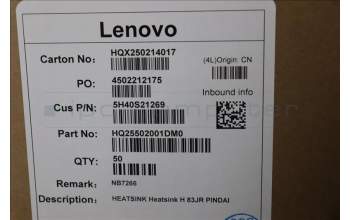 Lenovo
Carton No: HQX250214017
(4L)Origin: CN
PO: 4502212175
Inbound info
Cus P/N: 5H40S21269
Part No: HQ25502001DM0
QTY: 50
Remark: NB7266
Description: HEATSINK Heatsink H 83JR PINDAI